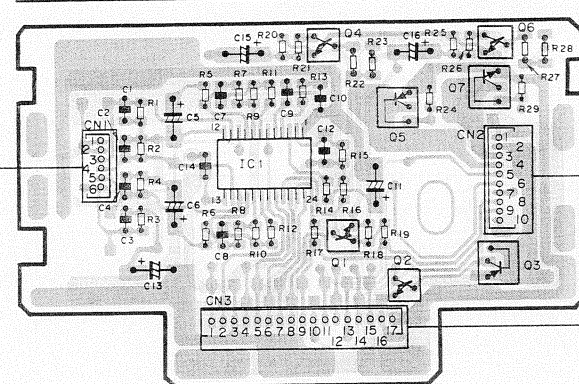 C15 + R20 R21 Q4 R23 R22 C16 + R25 R26 Q6 R28 R27
R5 C7 R7 R9 R11 C9 R13 C10 Q7 R29 R24 Q5
C1 C2 R1 + C5
CN1 R2 12 1 C12 R15 CN2
1 2 3 4 5 6
C14 IC1 + C11
R4 C4 + C6 13 24 R14 R16
1 2 3 4 5 6 7 8 9 10
R3 C3 R6 C8 R8 R10 R12 R17 Q1 R18 R19
+ C13 Q2 Q3
CN3
1 2 3 4 5 6 7 8 9 10 11 12 13 14 15 16 17